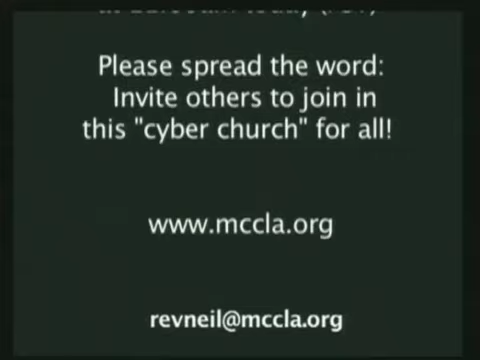 Please spread the word:
Invite others to join in
this "cyber church" for all!
www.mccla.org
revneil@mccla.org